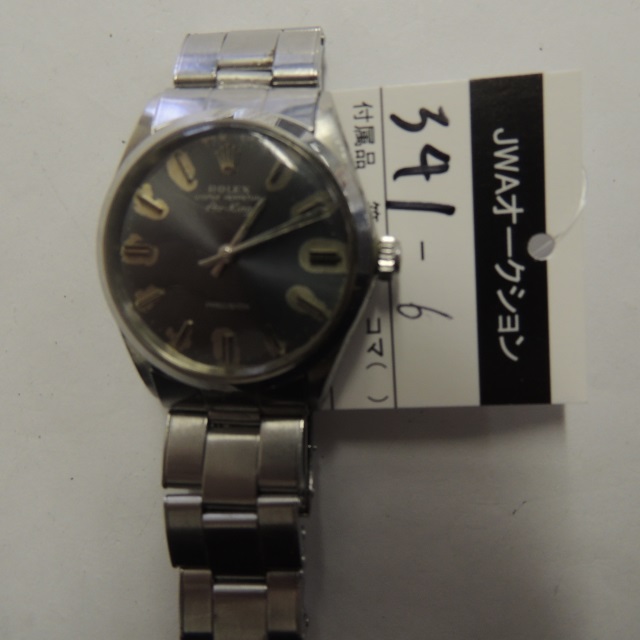 ROLEX
Air-King
PRECISION
JWAオークション
341-6
付属品
コマ( )